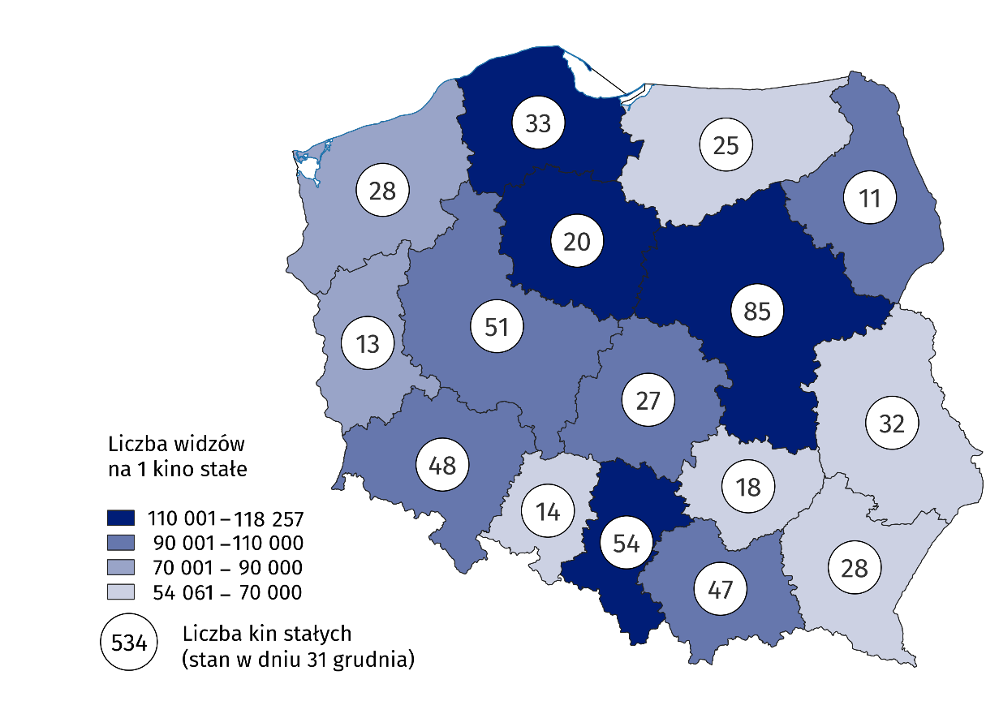 33
25
28
11
20
85
51
13
27
32
48
18
14
54
28
47
Liczba widzów
na 1 kino stałe
110 001 – 118 257
90 001 – 110 000
70 001 – 90 000
54 061 – 70 000
534
Liczba kin stałych
(stan w dniu 31 grudnia)